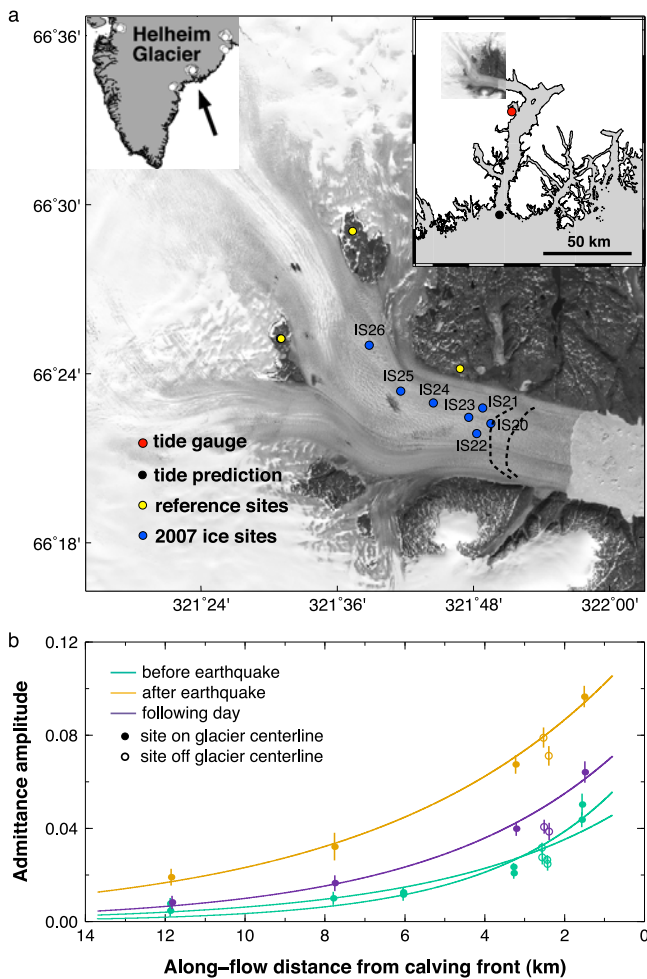 a
66˚36'
66˚30'
66˚24'
66˚18'
Helheim
Glacier
50 km
IS26
IS25
IS24
IS23
IS21
IS20
IS22
tide gauge
tide prediction
reference sites
2007 ice sites
321˚24'
321˚36'
321˚48'
322˚00'
b
0.12
0.08
0.04
0.00
Admittance amplitude
before earthquake
after earthquake
following day
site on glacier centerline
site off glacier centerline
14 12 10 8 6 4 2 0
Along–flow distance from calving front (km)